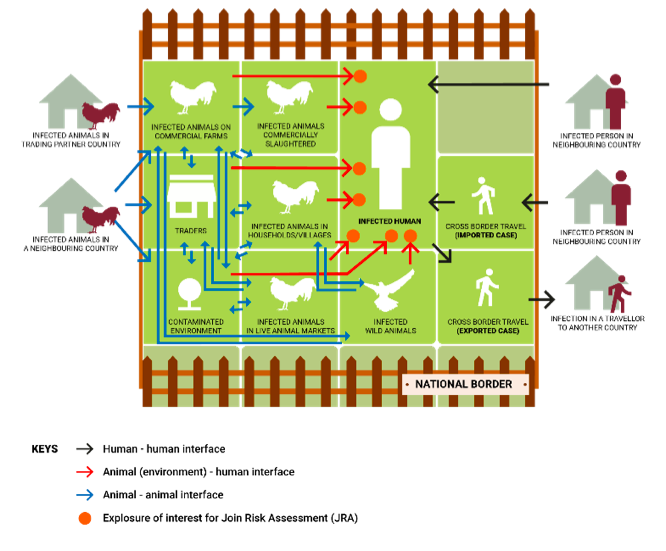 INFECTED ANIMALS IN
TRADING PARTNER COUNTRY
INFECTED ANIMALS ON
COMMERCIAL FARMS
INFECTED ANIMALS
COMMERCIALLY
SLAUGHTERED
INFECTED PERSON IN
NEIGHBOURING COUNTRY
INFECTED ANIMALS IN
A NEIGHBOURING COUNTRY
TRADERS
INFECTED ANIMALS IN
HOUSEHOLDS/VILLAGES
INFECTED HUMAN
CROSS BORDER TRAVEL
(IMPORTED CASE)
INFECTED PERSON IN
NEIGHBOURING COUNTRY
CONTAMINATED
ENVIRONMENT
INFECTED ANIMALS
IN LIVE ANIMAL MARKETS
INFECTED
WILD ANIMALS
CROSS BORDER TRAVEL
(EXPORTED CASE)
INFECTION IN A TRAVELLOR
TO ANOTHER COUNTRY
• NATIONAL BORDER •
KEYS
Human - human interface
Animal (environment) - human interface
Animal - animal interface
Explosure of interest for Join Risk Assessment (JRA)